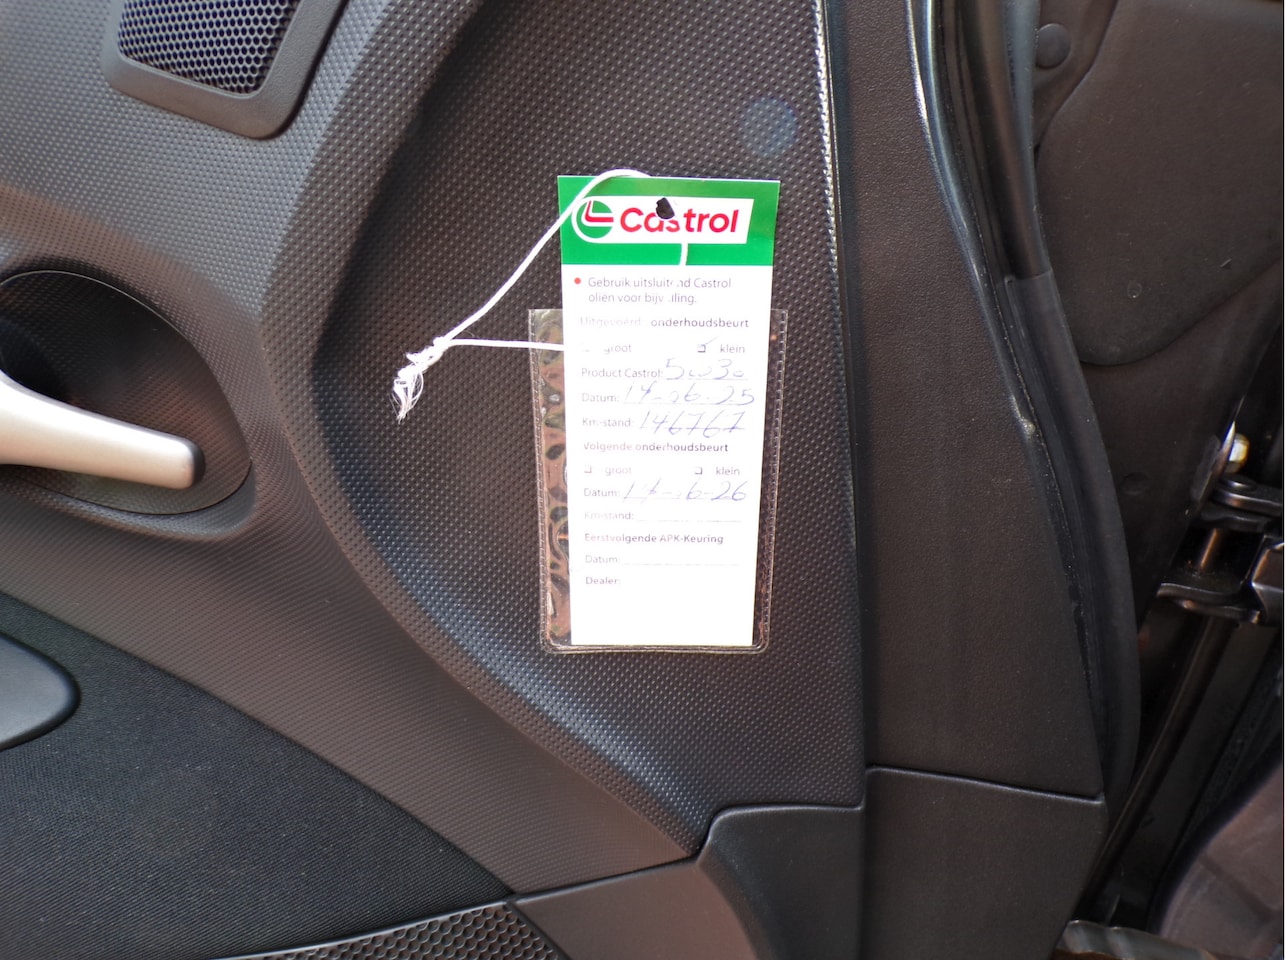 Castrol
Gebruik uitsluitend Castrol
oliën voor bijvulling.
Uitgevoerde onderhoudsbeurt
groot klein
Product Castrol: 5w30
Datum: 14-06-25
Km-stand: 146767
Volgende onderhoudsbeurt
groot klein
Datum: 14-06-26
Km-stand:
Eerstvolgende APK-Keuring
Datum:
Dealer: